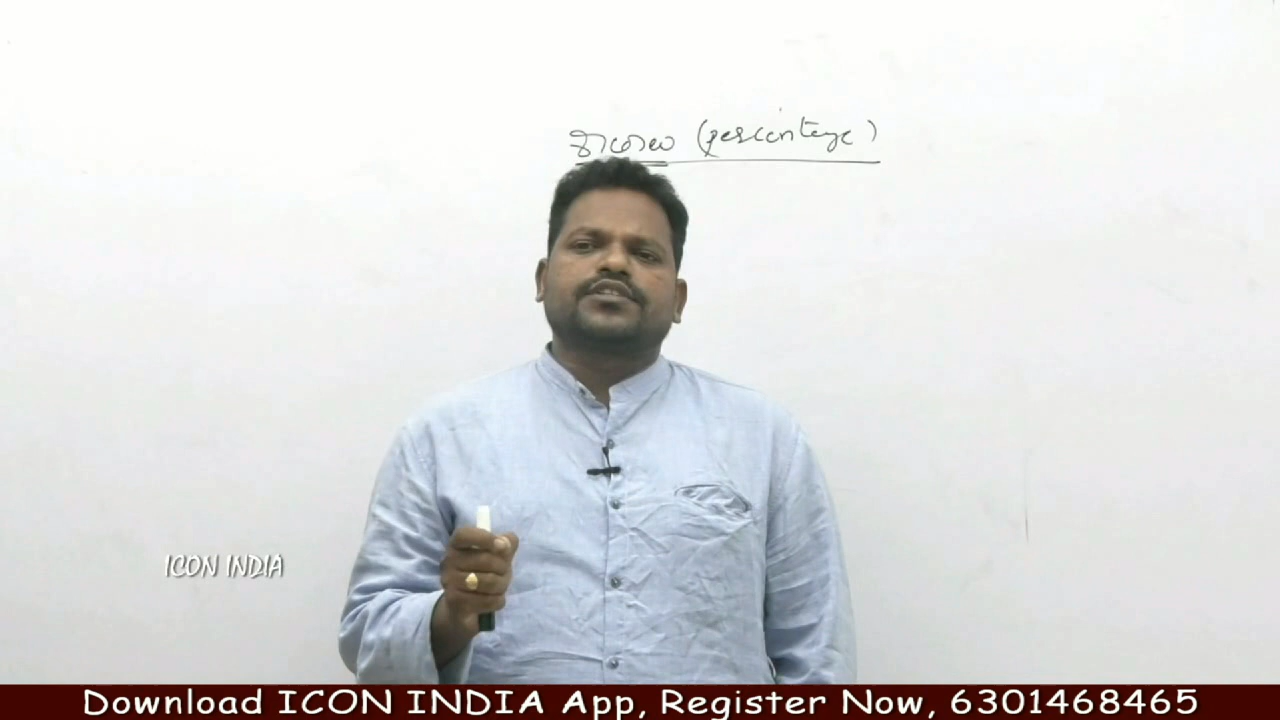 శాతాలు (percentage)
ICON INDIA
Download ICON INDIA App, Register Now, 6301468465